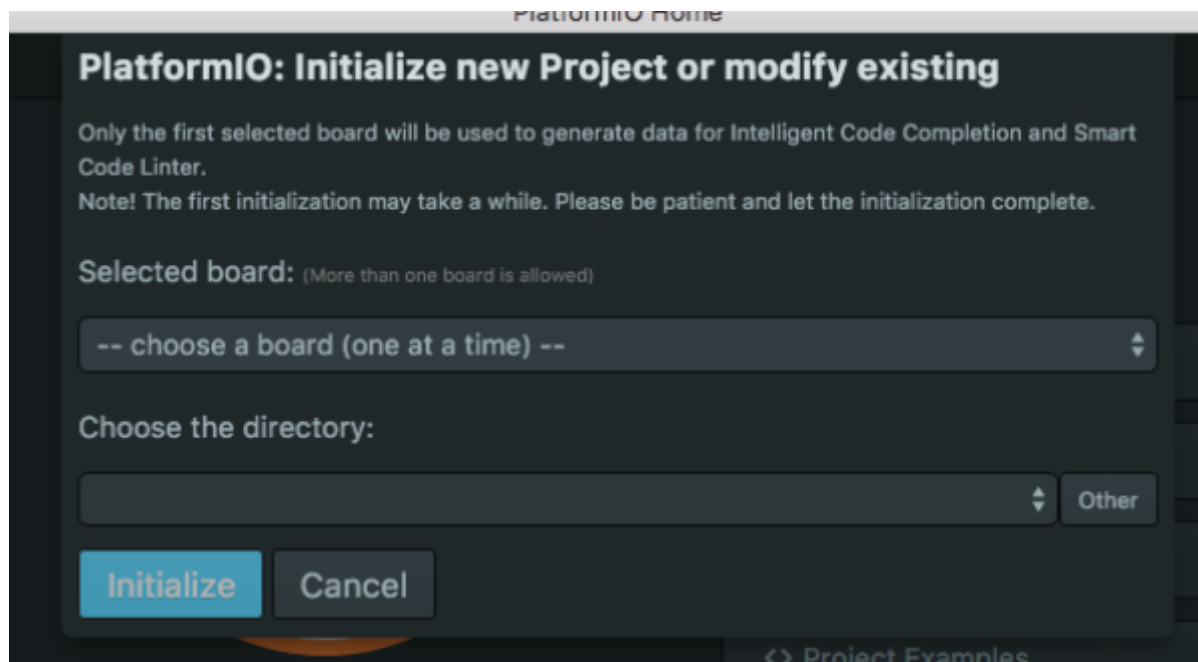 PlatformIO Home
PlatformIO: Initialize new Project or modify existing
Only the first selected board will be used to generate data for Intelligent Code Completion and Smart
Code Linter.
Note! The first initialization may take a while. Please be patient and let the initialization complete.
Selected board: (More than one board is allowed)
-- choose a board (one at a time) --
Choose the directory:
Other
Initialize Cancel
<> Project Examples